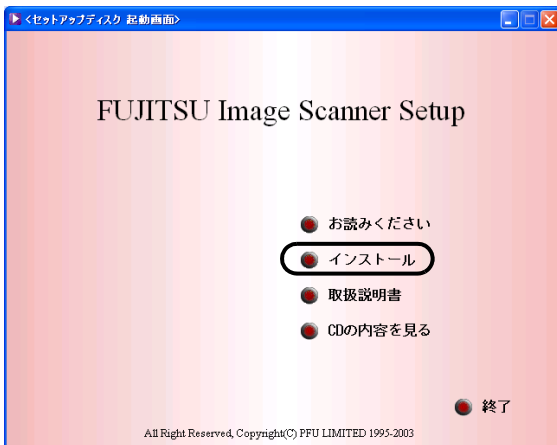 <セットアップディスク 起動画面>
FUJITSU Image Scanner Setup
お読みください
インストール
取扱説明書
CDの内容を見る
終了
All Right Reserved, Copyright(C) PFU LIMITED 1995-2003